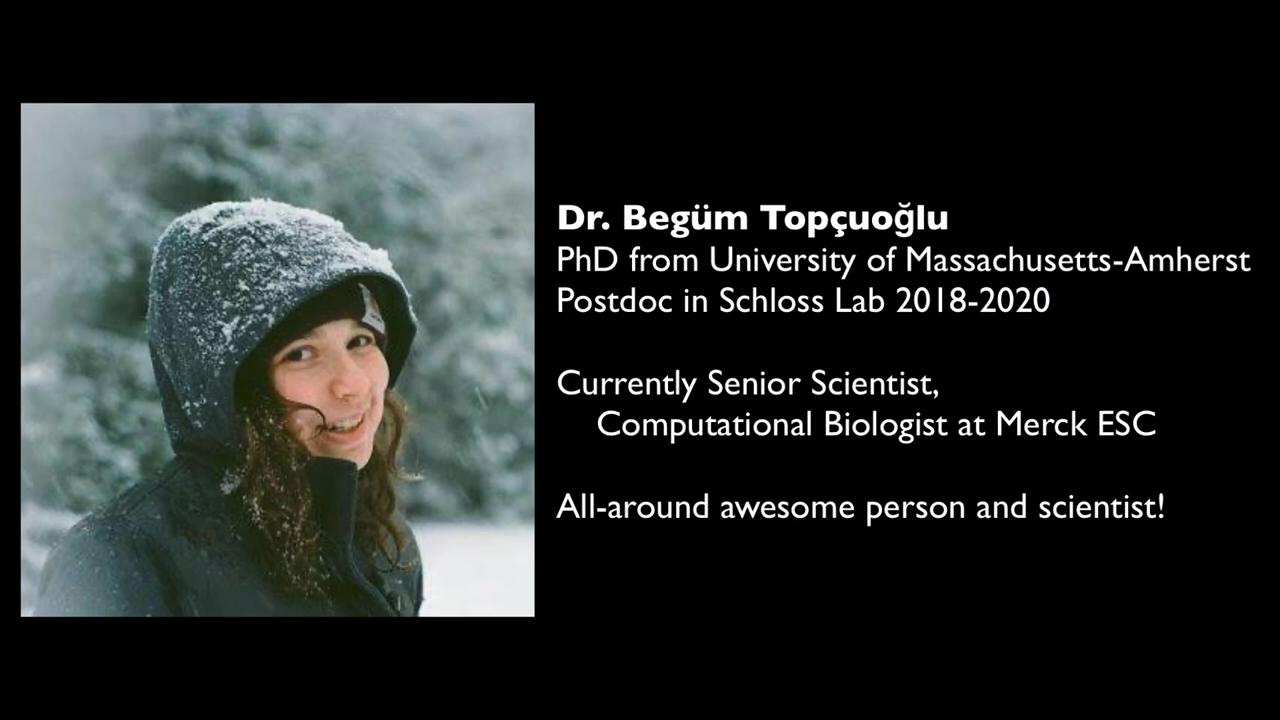 Dr. Begüm Topçuoğlu
PhD from University of Massachusetts-Amherst
Postdoc in Schloss Lab 2018-2020
Currently Senior Scientist,
Computational Biologist at Merck ESC
All-around awesome person and scientist!